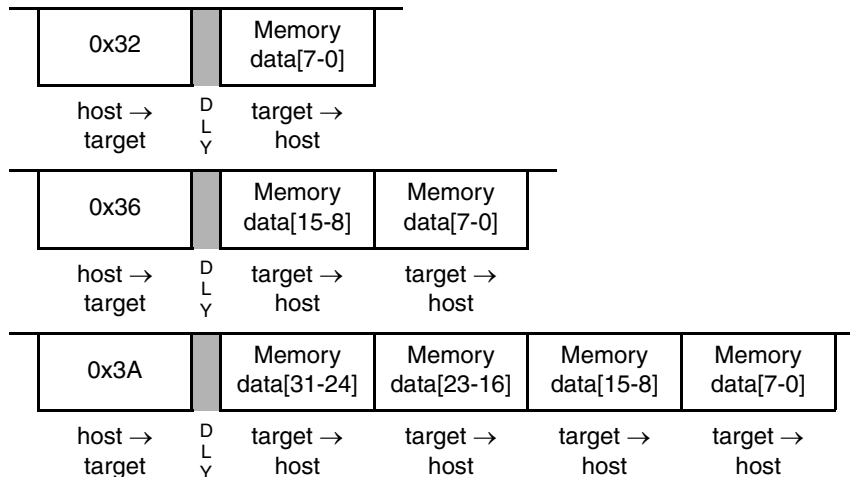 0x32 Memory
data[7-0]
host → D L Y target →
target host
0x36 Memory Memory
data[15-8] data[7-0]
host → D L Y target → target →
target host host
0x3A Memory Memory Memory Memory
data[31-24] data[23-16] data[15-8] data[7-0]
host → D L Y target → target → target → target →
target host host host host